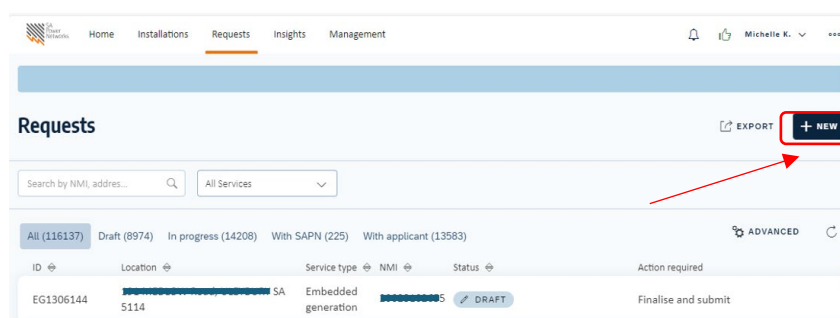 SA Power Networks
Home Installations Requests Insights Management Michelle K.
Requests
EXPORT + NEW
Search by NMI, addres... All Services
All (116137) Draft (8974) In progress (14208) With SAPN (225) With applicant (13583) ADVANCED
ID Location Service type NMI Status Action required
EG1306144 SA 5114 Embedded generation 5 DRAFT Finalise and submit